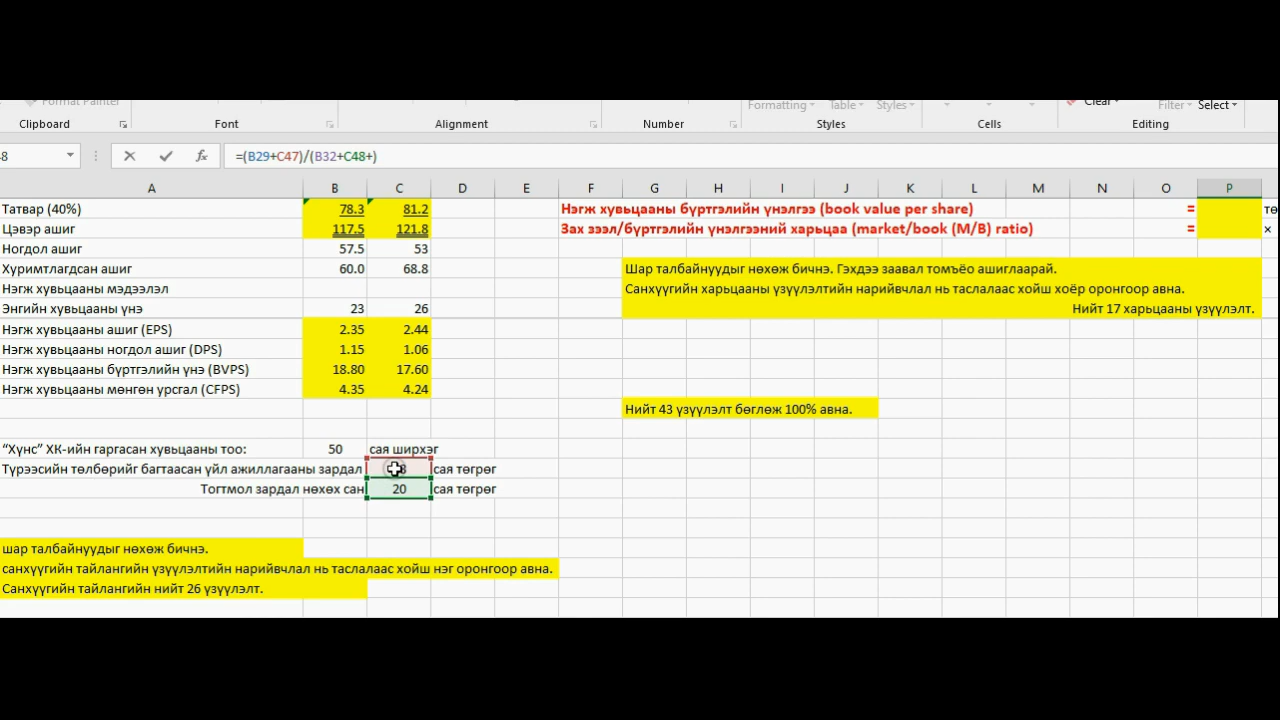 Format Painter
Formatting Table Styles Clear Filter Select
Clipboard Font Alignment Number Styles Cells Editing
8 fx =(B29+C47)/(B32+C48+)
A B C D E F G H I J K L M N O P
Татвар (40%) 78.3 81.2 Нэгж хувьцааны бүртгэлийн үнэлгээ (book value per share) = тө
Цэвэр ашиг 117.5 121.8 Зах зээл/бүртгэлийн үнэлгээний харьцаа (market/book (M/B) ratio) = ×
Ногдол ашиг 57.5 53
Хуримтлагдсан ашиг 60.0 68.8 Шар талбайнуудыг нөхөж бичнэ. Гэхдээ заавал томъёо ашиглаарай.
Нэгж хувьцааны мэдээлэл Санхүүгийн харьцааны үзүүлэлтийн нарийвчлал нь таслалаас хойш хоёр оронгоор авна.
Энгийн хувьцааны үнэ 23 26 Нийт 17 харьцааны үзүүлэлт.
Нэгж хувьцааны ашиг (EPS) 2.35 2.44
Нэгж хувьцааны ногдол ашиг (DPS) 1.15 1.06
Нэгж хувьцааны бүртгэлийн үнэ (BVPS) 18.80 17.60
Нэгж хувьцааны мөнгөн урсгал (CFPS) 4.35 4.24
Нийт 43 үзүүлэлт бөглөж 100% авна.
“Хүнс” ХК-ийн гаргасан хувьцааны тоо: 50 сая ширхэг
Түрээсийн төлбөрийг багтаасан үйл ажиллагааны зардал сая төгрөг
Тогтмол зардал нөхөх сан 20 сая төгрөг
шар талбайнуудыг нөхөж бичнэ.
санхүүгийн тайлангийн үзүүлэлтийн нарийвчлал нь таслалаас хойш нэг оронгоор авна.
Санхүүгийн тайлангийн нийт 26 үзүүлэлт.